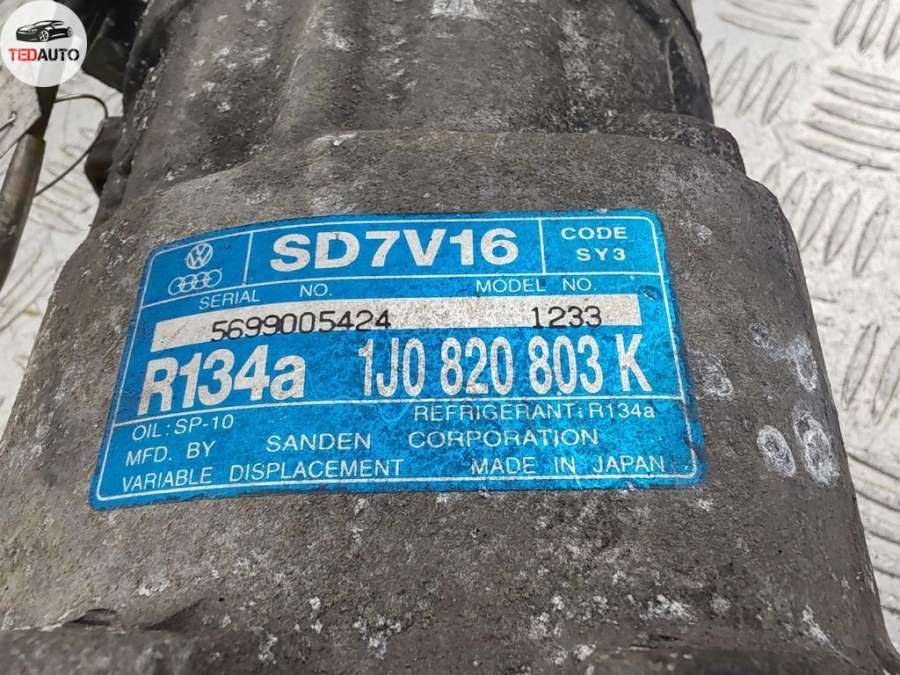 TEDAUTO
SD7V16
CODE
SY3
SERIAL NO. MODEL NO.
5699005424 1233
R134a 1J0 820 803 K
OIL: SP-10 REFRIGERANT: R134a
MFD. BY SANDEN CORPORATION
VARIABLE DISPLACEMENT MADE IN JAPAN